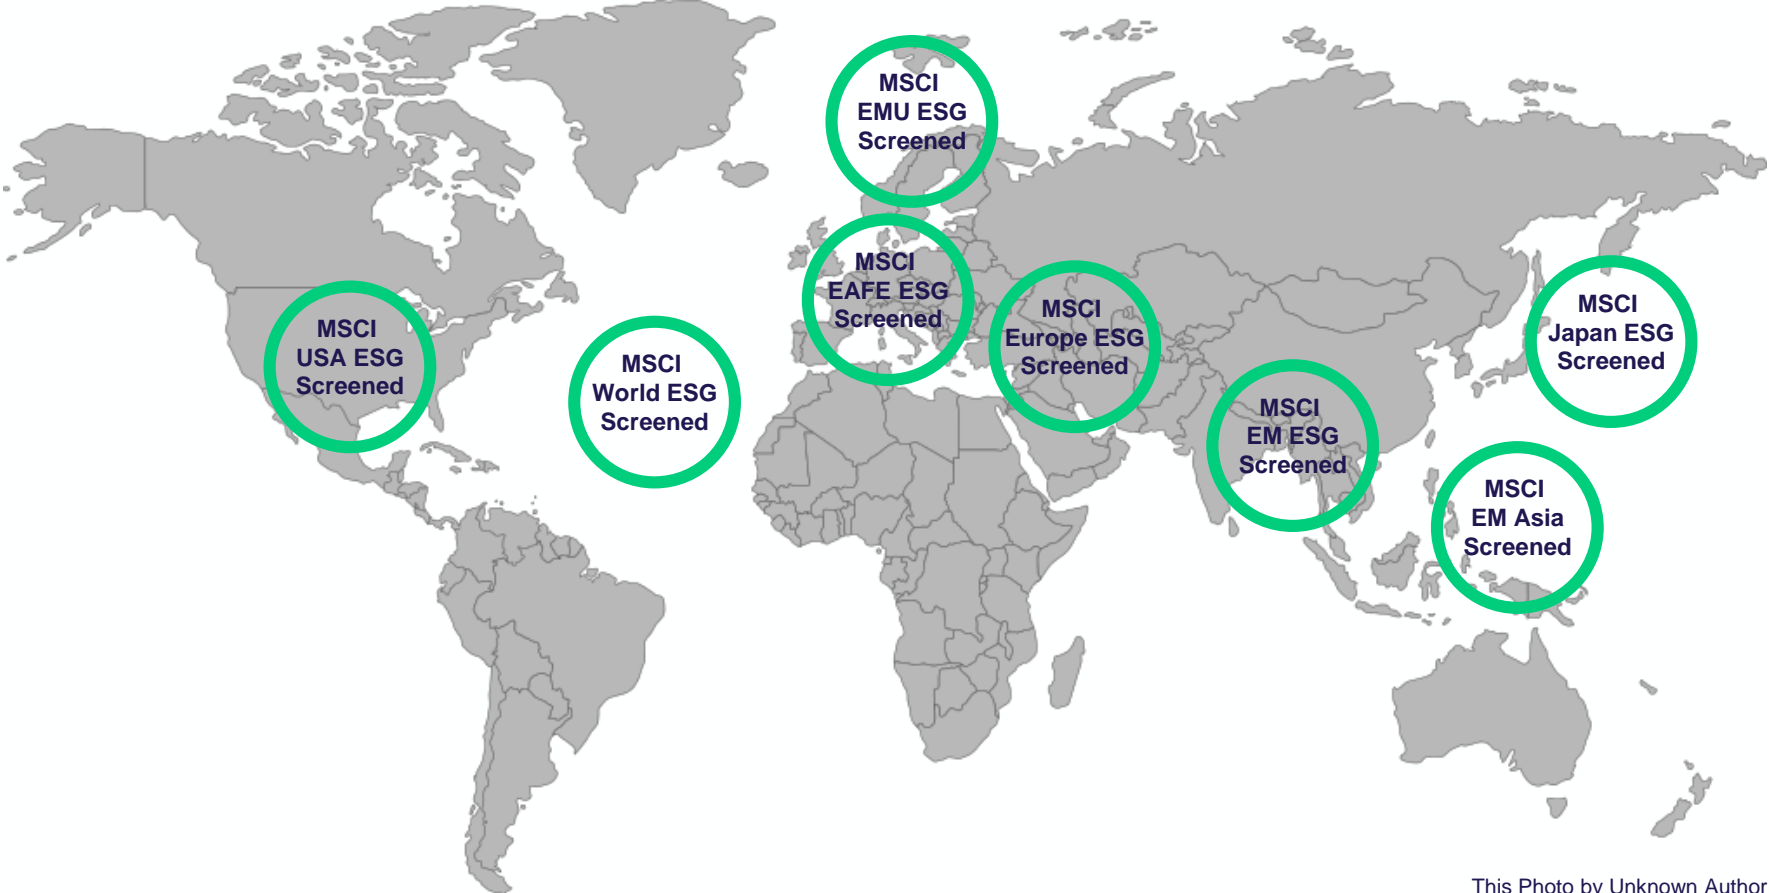 MSCI
EMU ESG
Screened
MSCI
EAFE ESG
Screened
MSCI
USA ESG
Screened
MSCI
World ESG
Screened
MSCI
Europe ESG
Screened
MSCI
Japan ESG
Screened
MSCI
EM ESG
Screened
MSCI
EM Asia
Screened
This Photo by Unknown Author